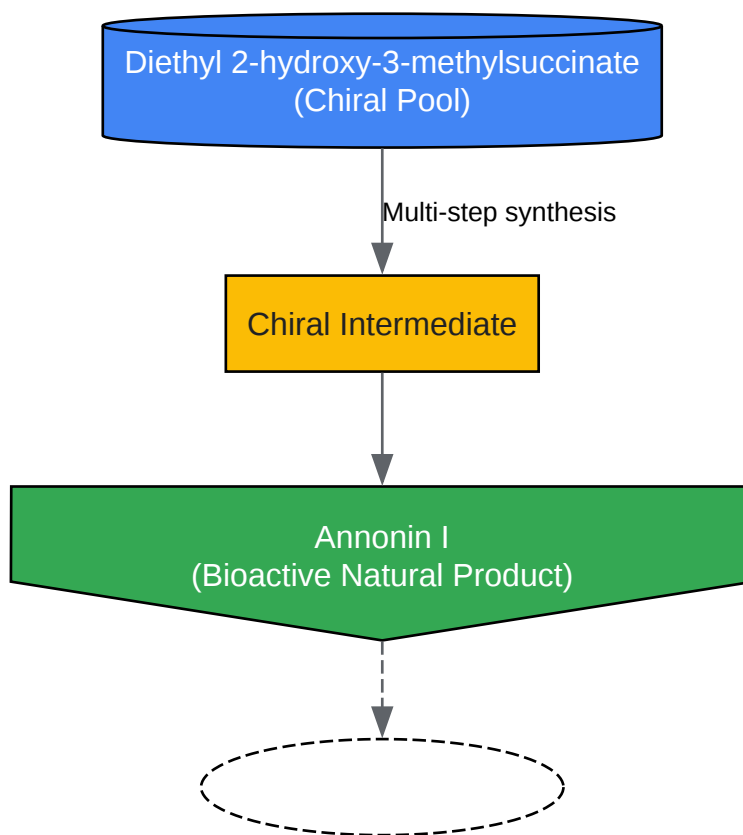 Diethyl 2-hydroxy-3-methylsuccinate
(Chiral Pool)
Multi-step synthesis
Chiral Intermediate
Annonin I
(Bioactive Natural Product)